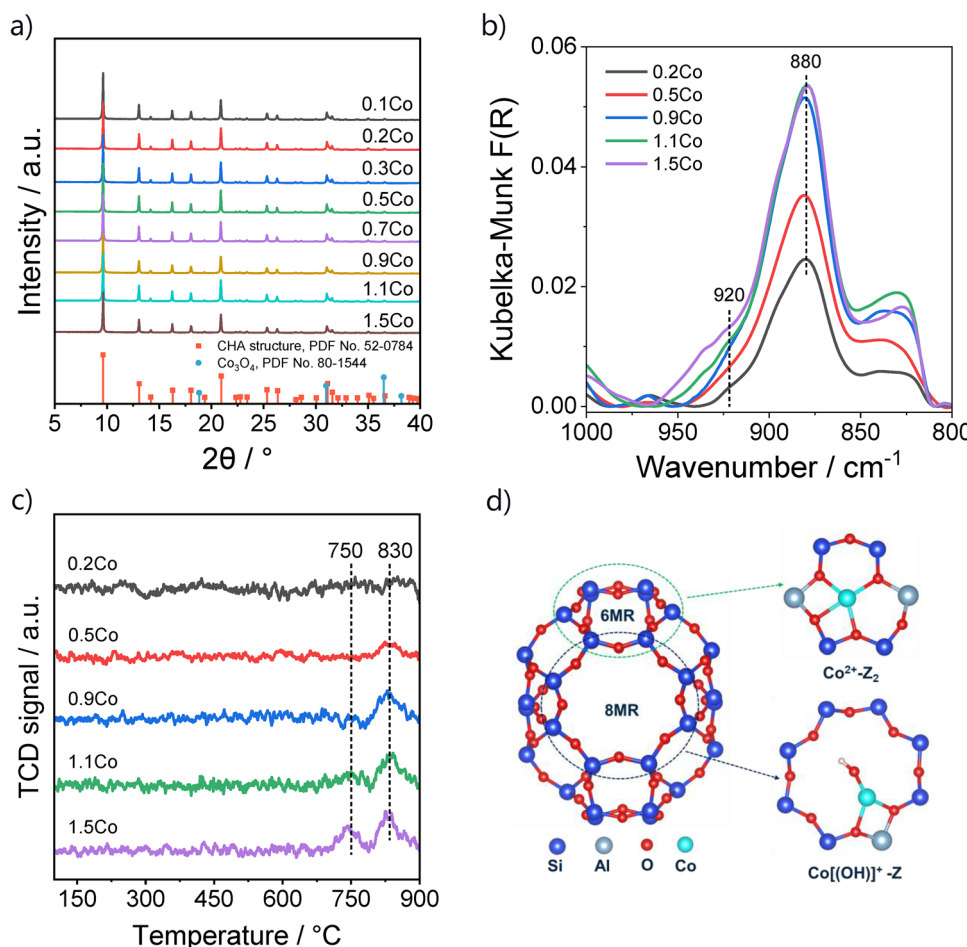 a)
Intensity / a.u.
0.1Co
0.2Co
0.3Co
0.5Co
0.7Co
0.9Co
1.1Co
1.5Co
CHA structure, PDF No. 52-0784
Co₃O₄, PDF No. 80-1544
5 10 15 20 25 30 35 40
2θ / °
b)
Kubelka-Munk F(R)
0.06
0.04
0.02
0.00
0.2Co
0.5Co
0.9Co
1.1Co
1.5Co
880
920
1000 950 900 850 800
Wavenumber / cm⁻¹
c)
TCD signal / a.u.
750 830
0.2Co
0.5Co
0.9Co
1.1Co
1.5Co
150 300 450 600 750 900
Temperature / °C
d)
6MR
8MR
Co²⁺-Z₂
Co[(OH)]⁺ -Z
Si Al O Co